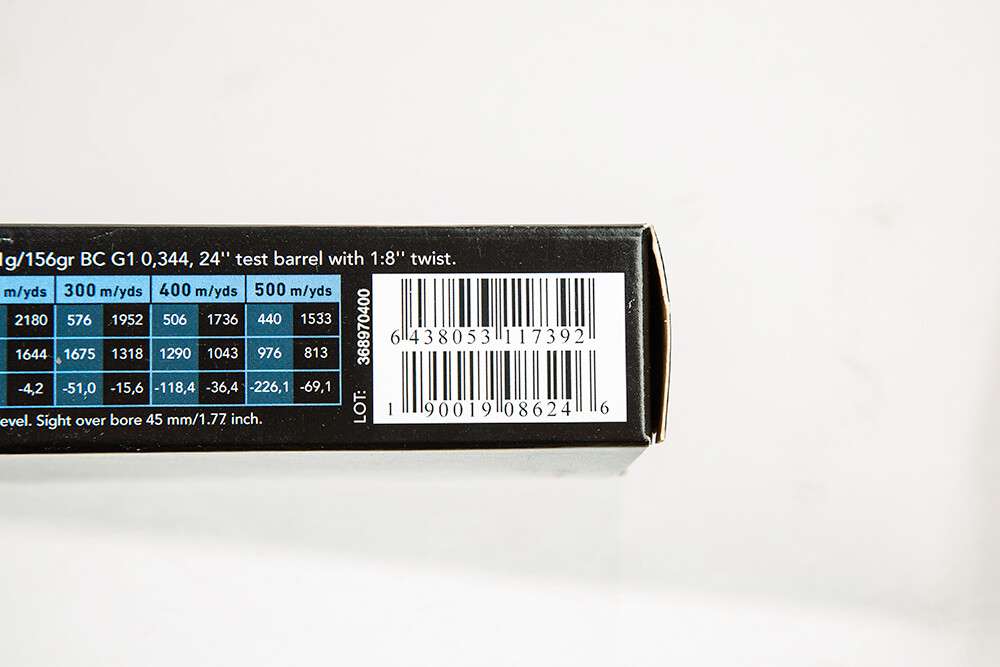 1g/156gr BC G1 0,344, 24'' test barrel with 1:8'' twist.
m/yds 300 m/yds 400 m/yds 500 m/yds
2180 576 1952 506 1736 440 1533
1644 1675 1318 1290 1043 976 813
-4,2 -51,0 -15,6 -118,4 -36,4 -226,1 -69,1
evel. Sight over bore 45 mm/1.77 inch.
LOT: 368970400
6 438053 117392
1 90019 08624 6